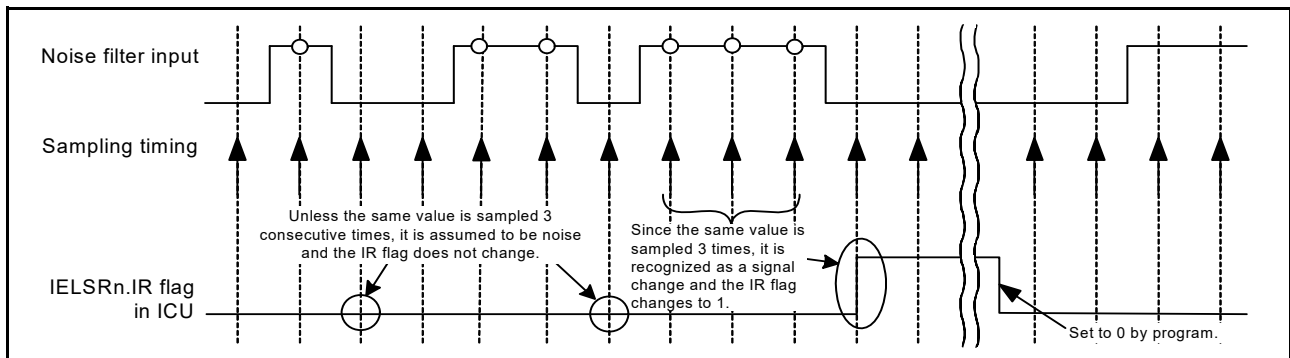 Noise filter input
Sampling timing
Unless the same value is sampled 3
consecutive times, it is assumed to be noise
and the IR flag does not change.
Since the same value is
sampled 3 times, it is
recognized as a signal
change and the IR flag
changes to 1.
IELSRn.IR flag
in ICU
Set to 0 by program.